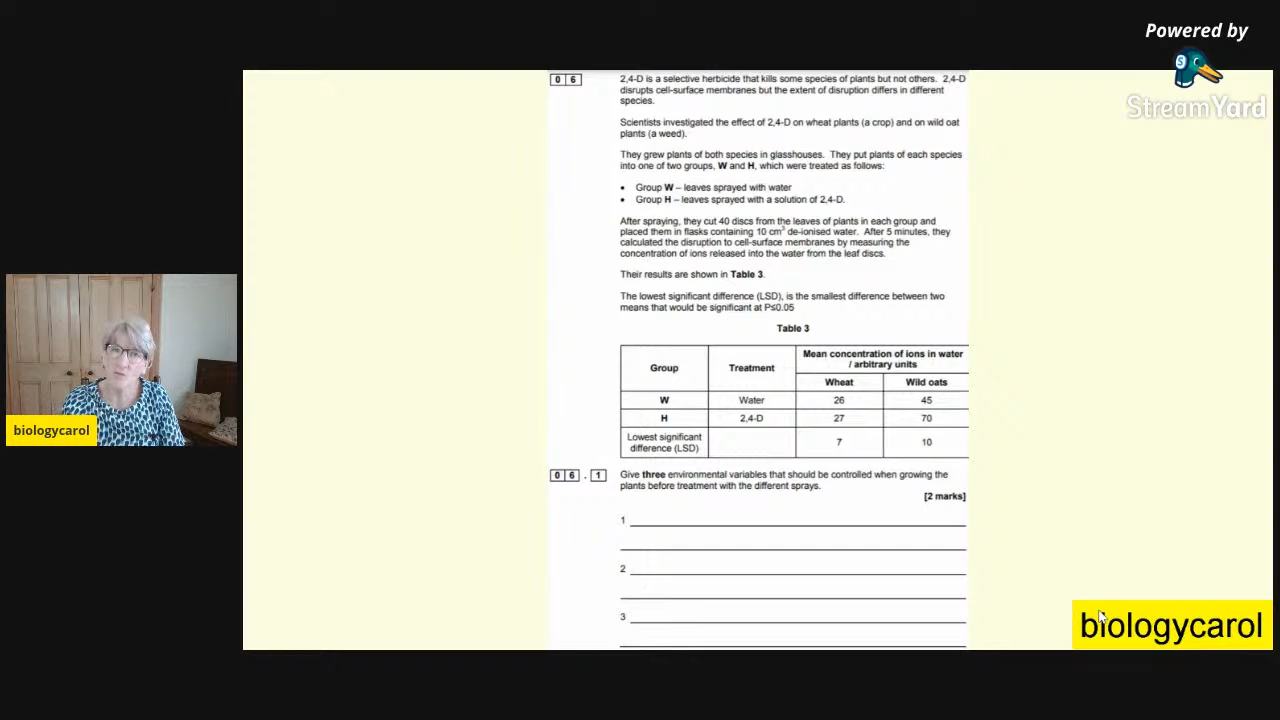 Powered by
StreamYard
0 6
2,4-D is a selective herbicide that kills some species of plants but not others. 2,4-D
disrupts cell-surface membranes but the extent of disruption differs in different
species.
Scientists investigated the effect of 2,4-D on wheat plants (a crop) and on wild oat
plants (a weed).
They grew plants of both species in glasshouses. They put plants of each species
into one of two groups, W and H, which were treated as follows:
• Group W – leaves sprayed with water
• Group H – leaves sprayed with a solution of 2,4-D.
After spraying, they cut 40 discs from the leaves of plants in each group and
placed them in flasks containing 10 cm³ de-ionised water. After 5 minutes, they
calculated the disruption to cell-surface membranes by measuring the
concentration of ions released into the water from the leaf discs.
Their results are shown in Table 3.
The lowest significant difference (LSD), is the smallest difference between two
means that would be significant at P≤0.05
Table 3
Group Treatment Mean concentration of ions in water
/ arbitrary units
Wheat Wild oats
W Water 26 45
H 2,4-D 27 70
Lowest significant
difference (LSD) 7 10
0 6 . 1 Give three environmental variables that should be controlled when growing the
plants before treatment with the different sprays.
[2 marks]
1
2
3
biologycarol
biologycarol